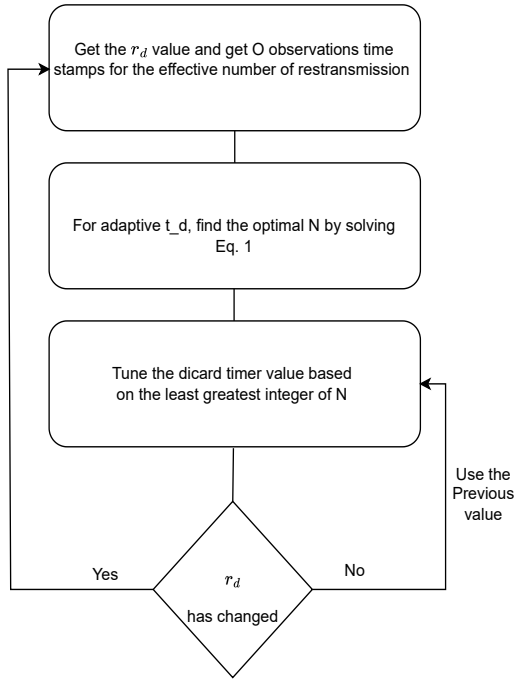 Get the r_d value and get O observations time
stamps for the effective number of restransmission
For adaptive t_d, find the optimal N by solving
Eq. 1
Tune the dicard timer value based
on the least greatest integer of N
Use the
Previous
value
Yes
No
r_d
has changed